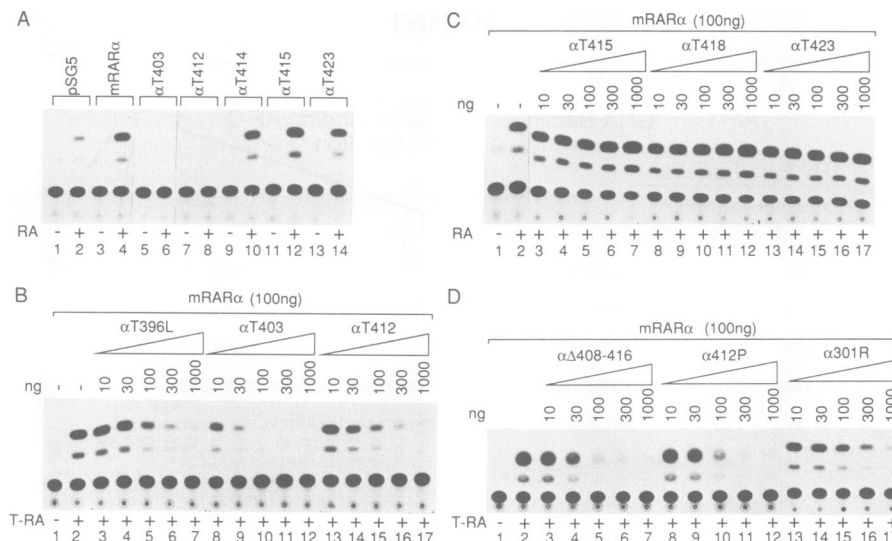 A
pSG5 mRARα αT403 αT412 αT414 αT415 αT423
RA - + - + - + - + - + - + - +
1 2 3 4 5 6 7 8 9 10 11 12 13 14
B
mRARα (100ng)
αT396L αT403 αT412
ng - - 10 30 100 300 1000 10 30 100 300 1000 10 30 100 300 1000
T-RA - + + + + + + + + + + + + + + + +
1 2 3 4 5 6 7 8 9 10 11 12 13 14 15 16 17
C
mRARα (100ng)
αT415 αT418 αT423
ng - - 10 30 100 300 1000 10 30 100 300 1000 10 30 100 300 1000
RA - + + + + + + + + + + + + + + + +
1 2 3 4 5 6 7 8 9 10 11 12 13 14 15 16 17
D
mRARα (100ng)
αΔ408-416 α412P α301R
ng - - 10 30 100 300 1000 10 30 100 300 1000 10 30 100 300 1000
T-RA - + + + + + + + + + + + + + + + +
1 2 3 4 5 6 7 8 9 10 11 12 13 14 15 16